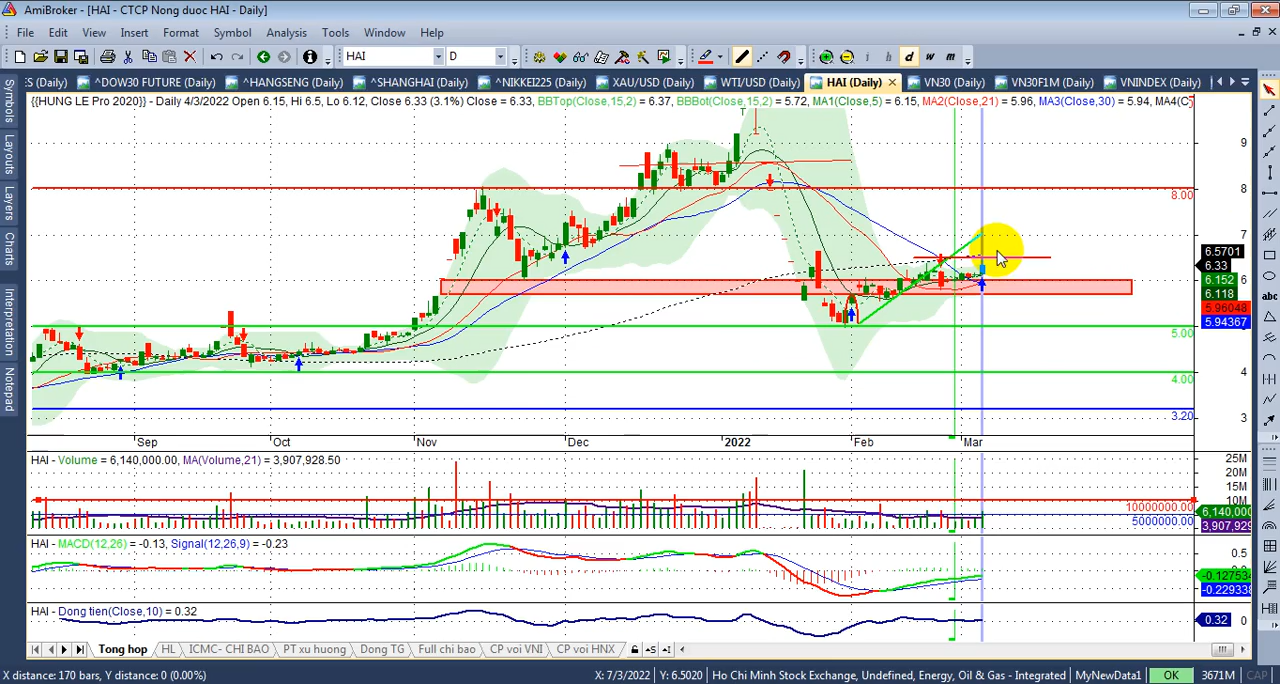 AmiBroker - [HAI - CTCP Nong duoc HAI - Daily]
File Edit View Insert Format Symbol Analysis Tools Window Help
HAI D d w m
S (Daily) ^DOW30 FUTURE (Daily) ^HANGSENG (Daily) ^SHANGHAI (Daily) ^NIKKEI225 (Daily) XAU/USD (Daily) WTI/USD (Daily) HAI (Daily) VN30 (Daily) VN30F1M (Daily) VNINDEX (Daily)
{{HUNG LE Pro 2020}} - Daily 4/3/2022 Open 6.15, Hi 6.5, Lo 6.12, Close 6.33 (3.1%) Close = 6.33, BBTop(Close,15,2) = 6.37, BBBot(Close,15,2) = 5.72, MA1(Close,5) = 6.15, MA2(Close,21) = 5.96, MA3(Close,30) = 5.94, MA4(C
Symbols
Layouts
Layers
Charts
Interpretation
Notepad
abc
9
8
8.00
7
6.5701
6.33
6.152
6.118
5.96048
5.94367
5.00
4
4.00
3.20
3
Sep Oct Nov Dec 2022 Feb Mar
HAI - Volume = 6,140,000.00, MA(Volume,21) = 3,907,928.50
25M
20M
15M
10M
10000000.00
6,140,000
5000000.00
3,907,929
HAI - MACD(12,26) = -0.13, Signal(12,26,9) = -0.23
0.5
-0.127534
-0.229338
HAI - Dong tien(Close,10) = 0.32
0.32 0
Tong hop HL ICMC- CHI BAO PT xu huong Dong TG Full chi bao CP voi VNI CP voi HNX
X distance: 170 bars, Y distance: 0 (0.00%) X: 7/3/2022 Y: 6.5020 Ho Chi Minh Stock Exchange, Undefined, Energy, Oil & Gas - Integrated MyNewData1 OK 3671M CAP